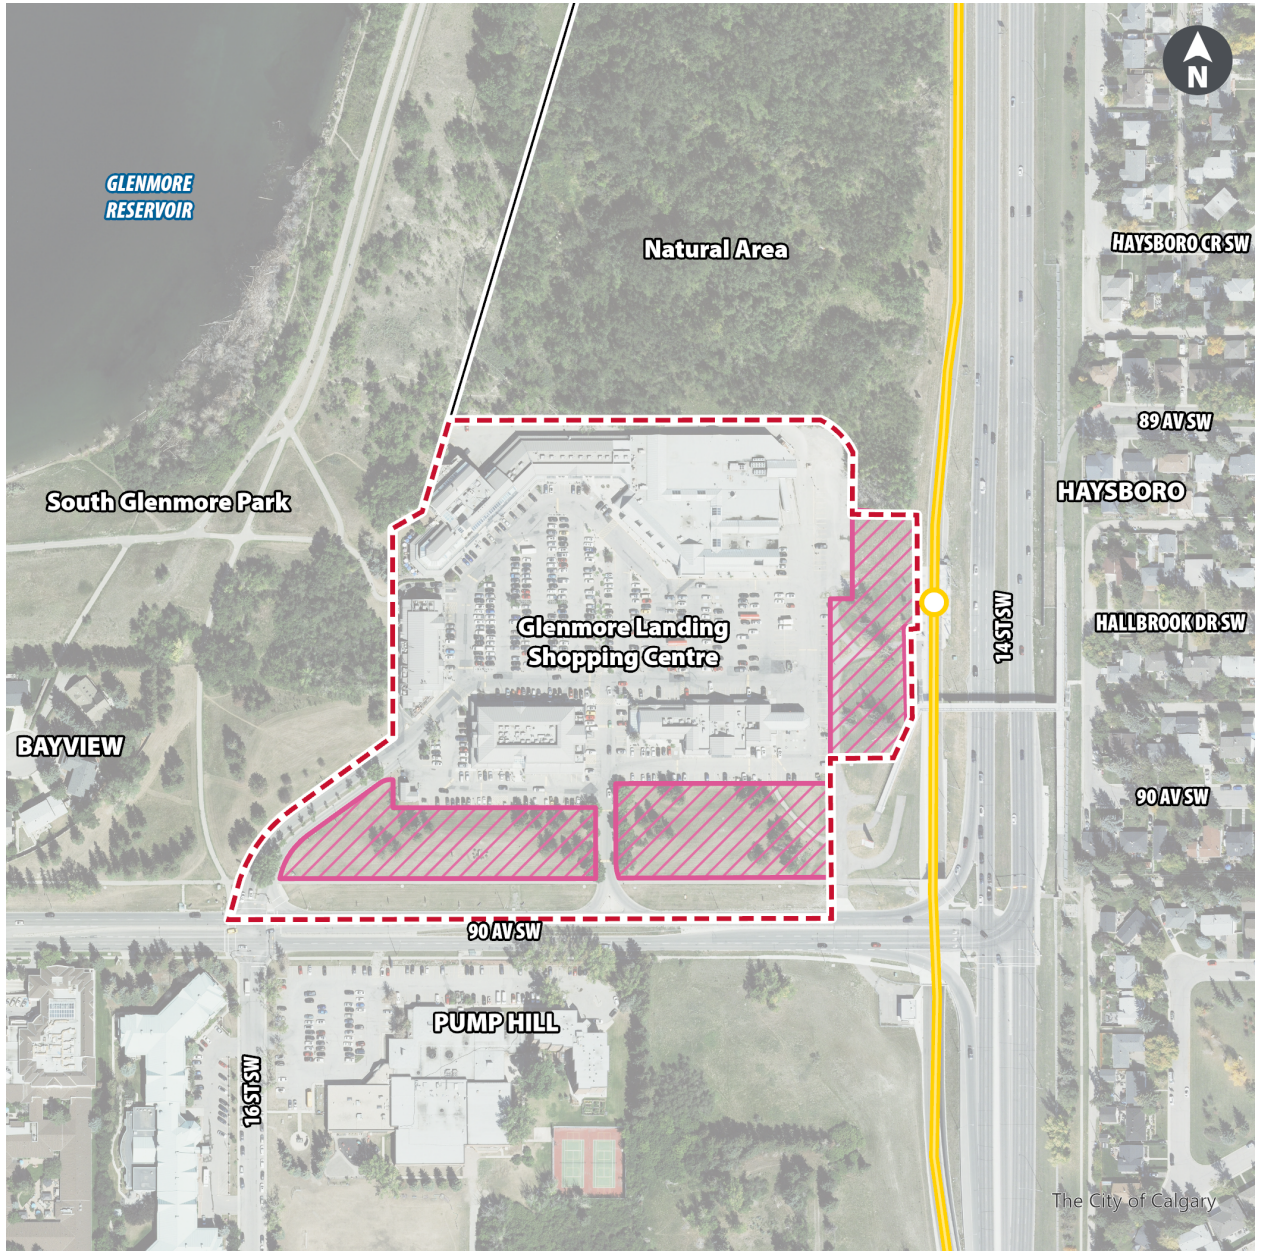 N
GLENMORE
RESERVOIR
Natural Area
HAYSBORO CR SW
89 AV SW
South Glenmore Park
HAYSBORO
14 ST SW
HALLBROOK DR SW
Glenmore Landing
Shopping Centre
BAYVIEW
90 AV SW
90 AV SW
PUMP HILL
16 ST SW
The City of Calgary